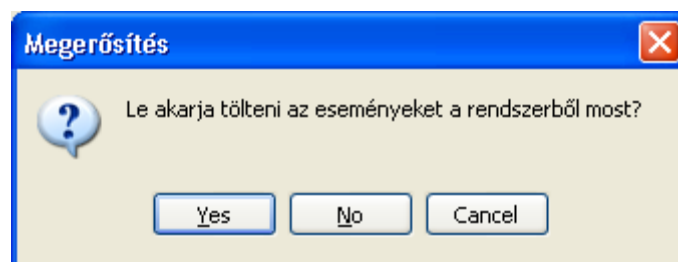 Megerősítés
Le akarja tölteni az eseményeket a rendszerből most?
Yes No Cancel